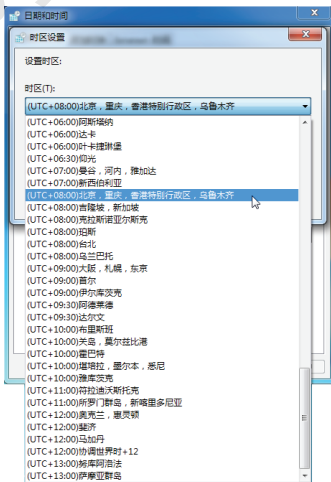 日期和时间
时区设置
设置时区:
时区(T):
(UTC+08:00)北京，重庆，香港特别行政区，乌鲁木齐
(UTC+06:00)阿斯塔纳
(UTC+06:00)达卡
(UTC+06:00)叶卡捷琳堡
(UTC+06:30)仰光
(UTC+07:00)曼谷，河内，雅加达
(UTC+07:00)新西伯利亚
(UTC+08:00)北京，重庆，香港特别行政区，乌鲁木齐
(UTC+08:00)吉隆坡，新加坡
(UTC+08:00)克拉斯诺亚尔斯克
(UTC+08:00)珀斯
(UTC+08:00)台北
(UTC+08:00)乌兰巴托
(UTC+09:00)大阪，札幌，东京
(UTC+09:00)首尔
(UTC+09:00)伊尔库茨克
(UTC+09:30)阿德莱德
(UTC+09:30)达尔文
(UTC+10:00)布里斯班
(UTC+10:00)关岛，莫尔兹比港
(UTC+10:00)霍巴特
(UTC+10:00)堪培拉，墨尔本，悉尼
(UTC+10:00)雅库茨克
(UTC+11:00)符拉迪沃斯托克
(UTC+11:00)所罗门群岛，新喀里多尼亚
(UTC+12:00)奥克兰，惠灵顿
(UTC+12:00)斐济
(UTC+12:00)马加丹
(UTC+12:00)协调世界时+12
(UTC+13:00)努库阿洛法
(UTC+13:00)萨摩亚群岛